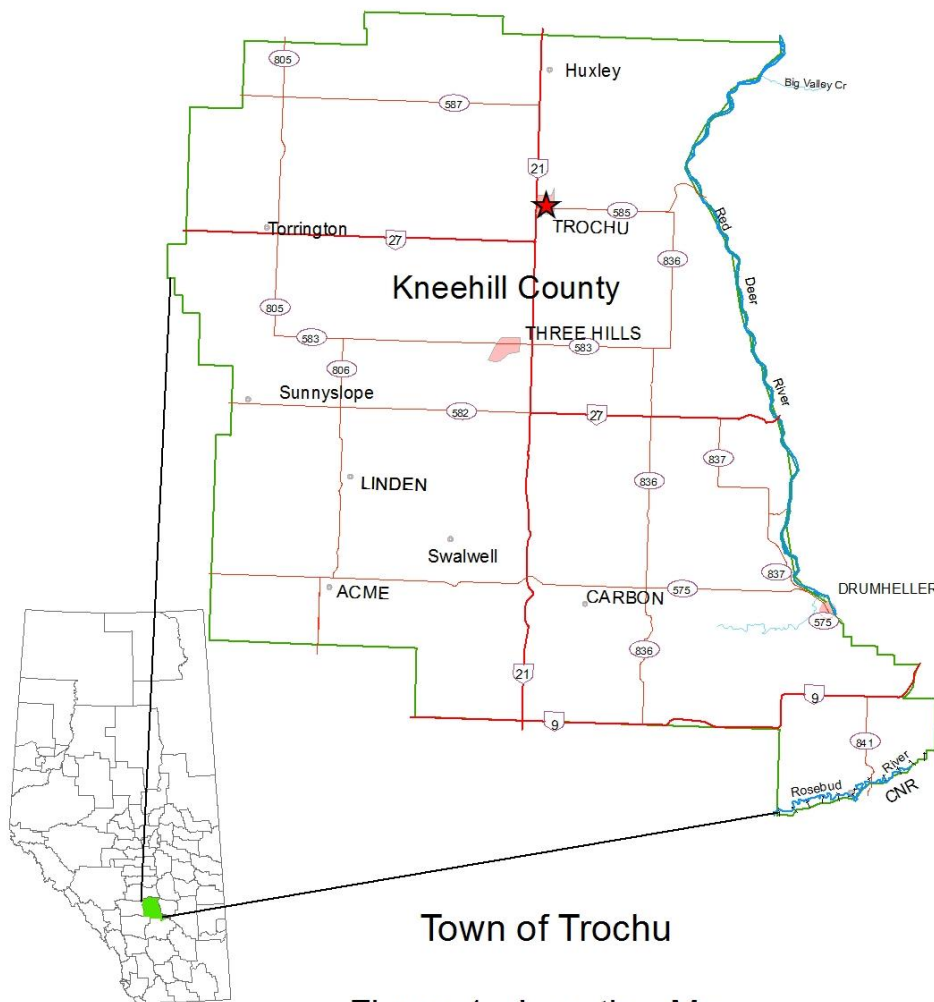 805
Huxley
Big Valley Cr
587
21
585
TROCHU
Red
Torrington
27
836
Kneehill County
Deer
805
THREE HILLS
583
583
806
River
Sunnyslope
582
27
837
LINDEN
836
Swalwell
837
ACME
CARBON
575
DRUMHELLER
575
836
21
9
9
841
Rosebud
River
CNR
Town of Trochu